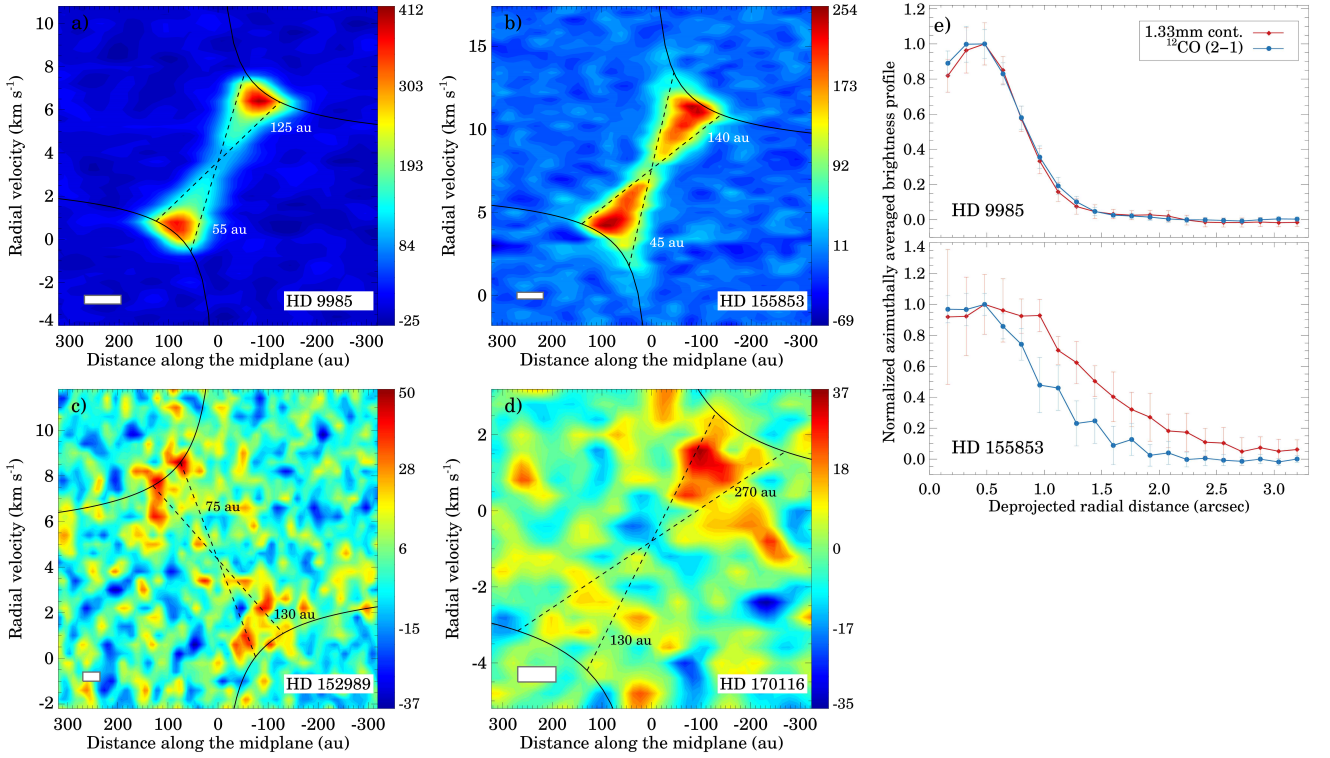 a)
Radial velocity (km s⁻¹)
10
8
6
4
2
0
-2
-4
125 au
55 au
HD 9985
300 200 100 0 -100 -200 -300
Distance along the midplane (au)
412
303
193
84
-25
b)
Radial velocity (km s⁻¹)
15
10
5
0
140 au
45 au
HD 155853
300 200 100 0 -100 -200 -300
Distance along the midplane (au)
254
173
92
11
-69
c)
Radial velocity (km s⁻¹)
10
8
6
4
2
0
-2
75 au
130 au
HD 152989
300 200 100 0 -100 -200 -300
Distance along the midplane (au)
50
28
6
-15
-37
d)
Radial velocity (km s⁻¹)
2
0
-2
-4
270 au
130 au
HD 170116
300 200 100 0 -100 -200 -300
Distance along the midplane (au)
37
18
0
-17
-35
e)
Normalized azimuthally averaged brightness profile
1.2
1.0
0.8
0.6
0.4
0.2
0.0
1.33mm cont.
¹²CO (2−1)
HD 9985
1.4
1.2
1.0
0.8
0.6
0.4
0.2
0.0
HD 155853
0.0 0.5 1.0 1.5 2.0 2.5 3.0
Deprojected radial distance (arcsec)